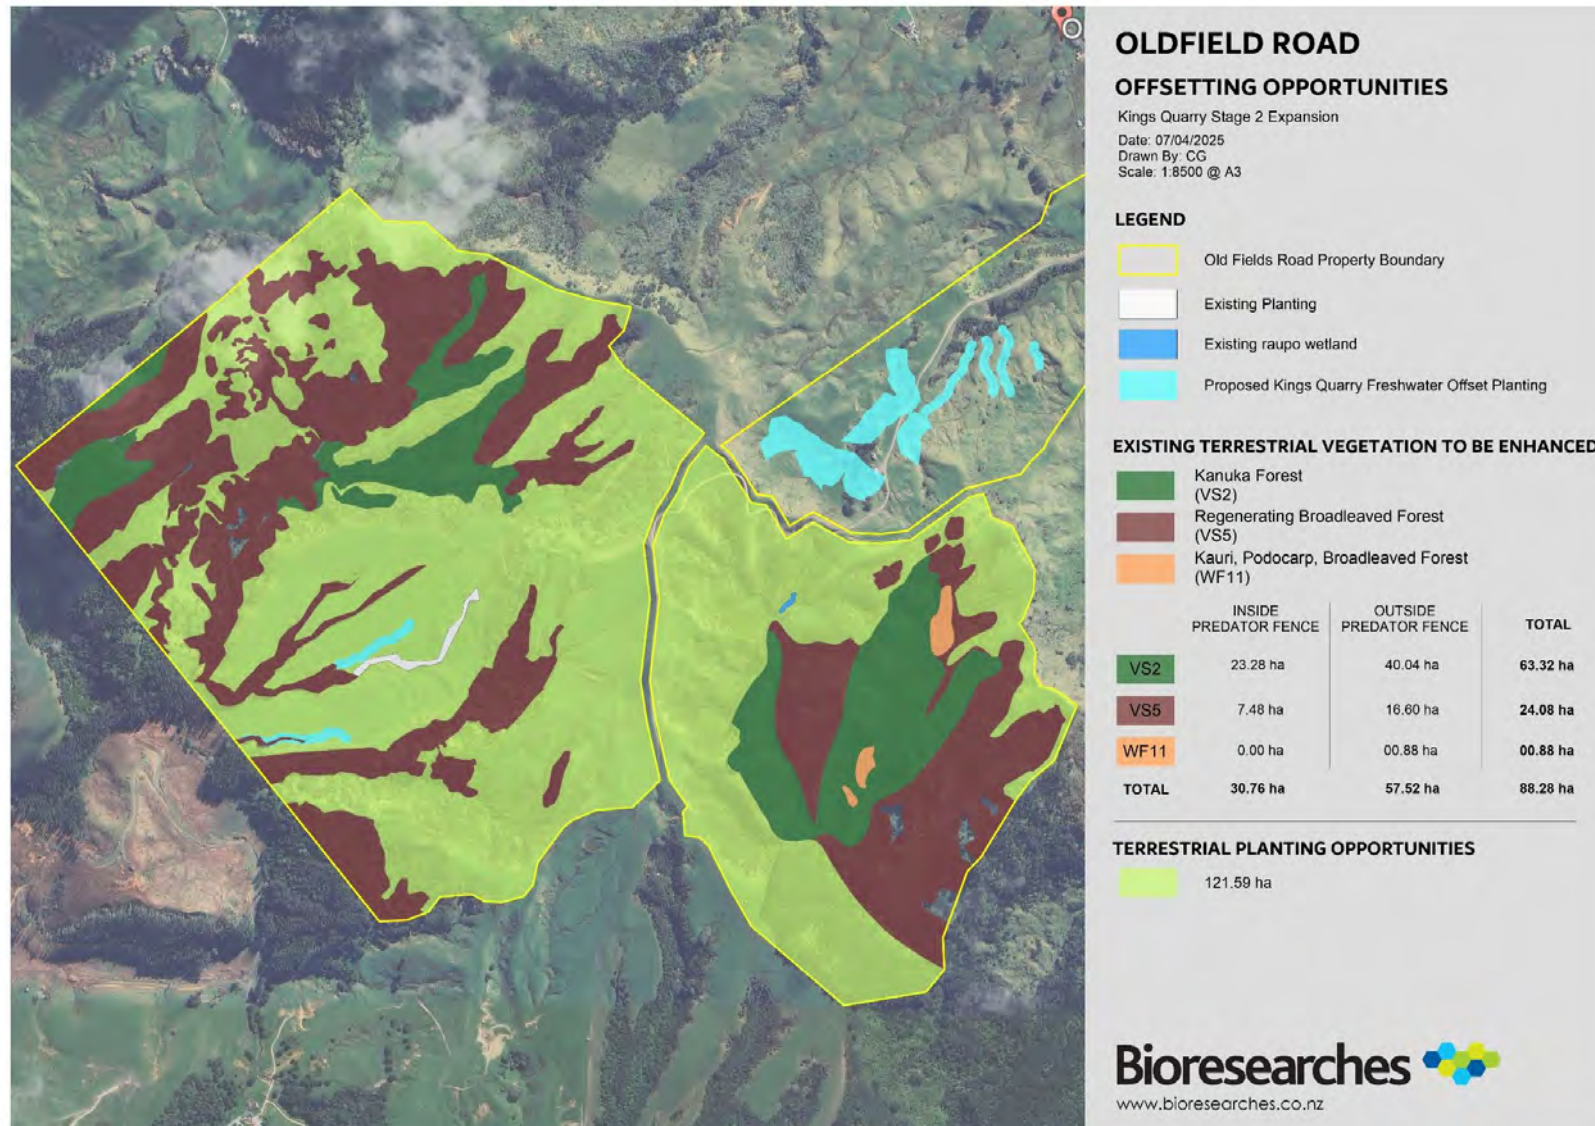 OLDFIELD ROAD
OFFSETTING OPPORTUNITIES
Kings Quarry Stage 2 Expansion
Date: 07/04/2025
Drawn By: CG
Scale: 1:8500 @ A3
LEGEND
Old Fields Road Property Boundary
Existing Planting
Existing raupo wetland
Proposed Kings Quarry Freshwater Offset Planting
EXISTING TERRESTRIAL VEGETATION TO BE ENHANCED
Kanuka Forest
(VS2)
Regenerating Broadleaved Forest
(VS5)
Kauri, Podocarp, Broadleaved Forest
(WF11)
INSIDE PREDATOR FENCE OUTSIDE PREDATOR FENCE TOTAL
VS2 23.28 ha 40.04 ha 63.32 ha
VS5 7.48 ha 16.60 ha 24.08 ha
WF11 0.00 ha 00.88 ha 00.88 ha
TOTAL 30.76 ha 57.52 ha 88.28 ha
TERRESTRIAL PLANTING OPPORTUNITIES
121.59 ha
Bioresearches
www.bioresearches.co.nz